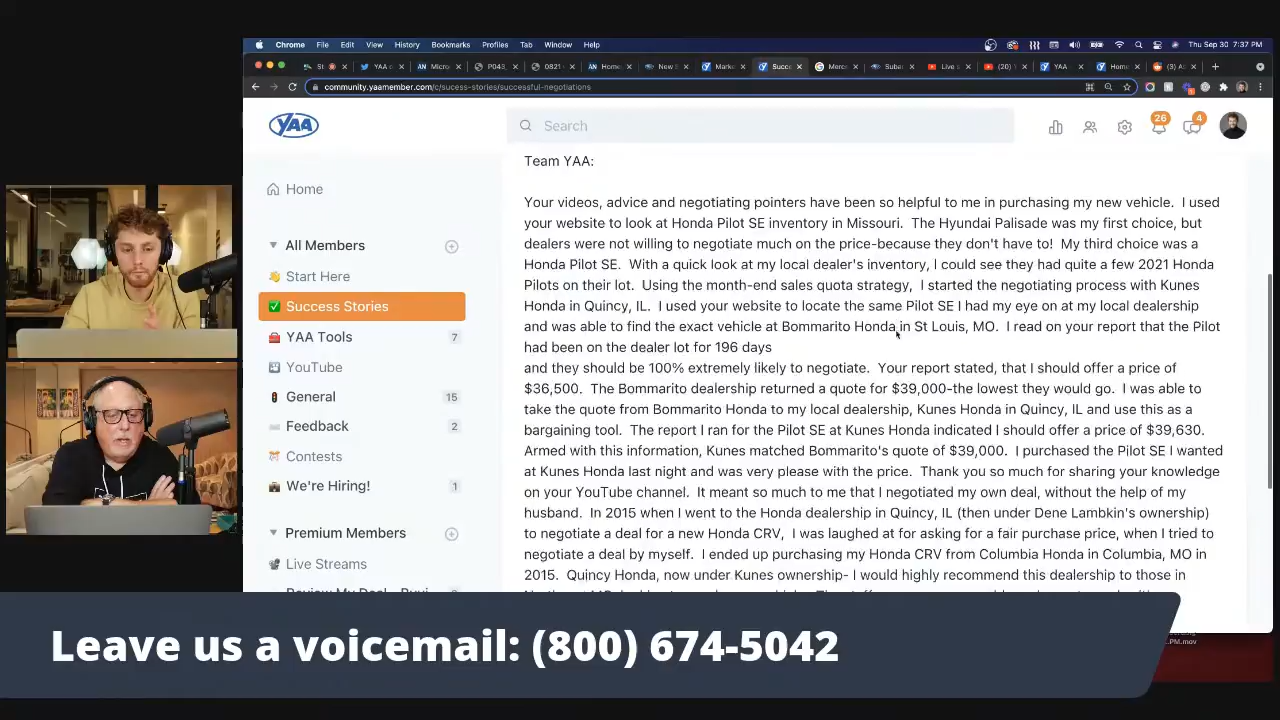 Chrome File Edit View History Bookmarks Profiles Tab Window Help
Thu Sep 30 7:37 PM
community.yaamember.com/c/sucess-stories/successful-negotiations
YAA
Search
26
4
Home
All Members
Start Here
Success Stories
YAA Tools 7
YouTube
General 15
Feedback 2
Contests
We're Hiring! 1
Premium Members
Live Streams
Team YAA:
Your videos, advice and negotiating pointers have been so helpful to me in purchasing my new vehicle. I used
your website to look at Honda Pilot SE inventory in Missouri. The Hyundai Palisade was my first choice, but
dealers were not willing to negotiate much on the price-because they don't have to! My third choice was a
Honda Pilot SE. With a quick look at my local dealer's inventory, I could see they had quite a few 2021 Honda
Pilots on their lot. Using the month-end sales quota strategy, I started the negotiating process with Kunes
Honda in Quincy, IL. I used your website to locate the same Pilot SE I had my eye on at my local dealership
and was able to find the exact vehicle at Bommarito Honda in St Louis, MO. I read on your report that the Pilot
had been on the dealer lot for 196 days
and they should be 100% extremely likely to negotiate. Your report stated, that I should offer a price of
$36,500. The Bommarito dealership returned a quote for $39,000-the lowest they would go. I was able to
take the quote from Bommarito Honda to my local dealership, Kunes Honda in Quincy, IL and use this as a
bargaining tool. The report I ran for the Pilot SE at Kunes Honda indicated I should offer a price of $39,630.
Armed with this information, Kunes matched Bommarito's quote of $39,000. I purchased the Pilot SE I wanted
at Kunes Honda last night and was very please with the price. Thank you so much for sharing your knowledge
on your YouTube channel. It meant so much to me that I negotiated my own deal, without the help of my
husband. In 2015 when I went to the Honda dealership in Quincy, IL (then under Dene Lambkin's ownership)
to negotiate a deal for a new Honda CRV, I was laughed at for asking for a fair purchase price, when I tried to
negotiate a deal by myself. I ended up purchasing my Honda CRV from Columbia Honda in Columbia, MO in
2015. Quincy Honda, now under Kunes ownership- I would highly recommend this dealership to those in
Leave us a voicemail: (800) 674-5042